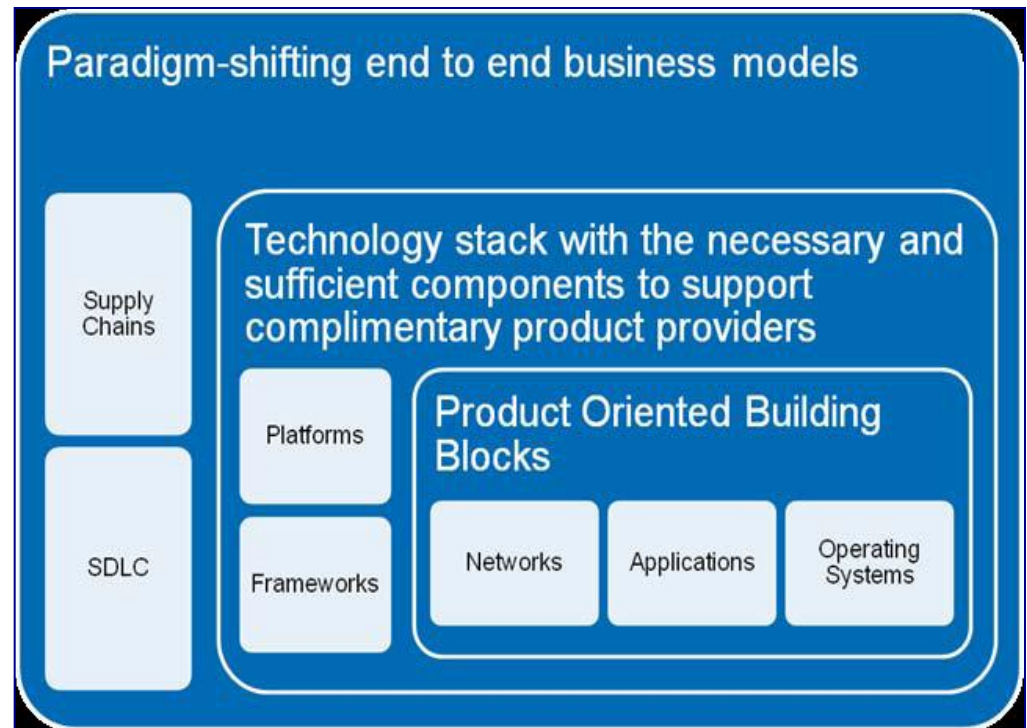 Paradigm-shifting end to end business models
Supply
Chains
SDLC
Technology stack with the necessary and
sufficient components to support
complimentary product providers
Platforms
Frameworks
Product Oriented Building
Blocks
Networks
Applications
Operating
Systems